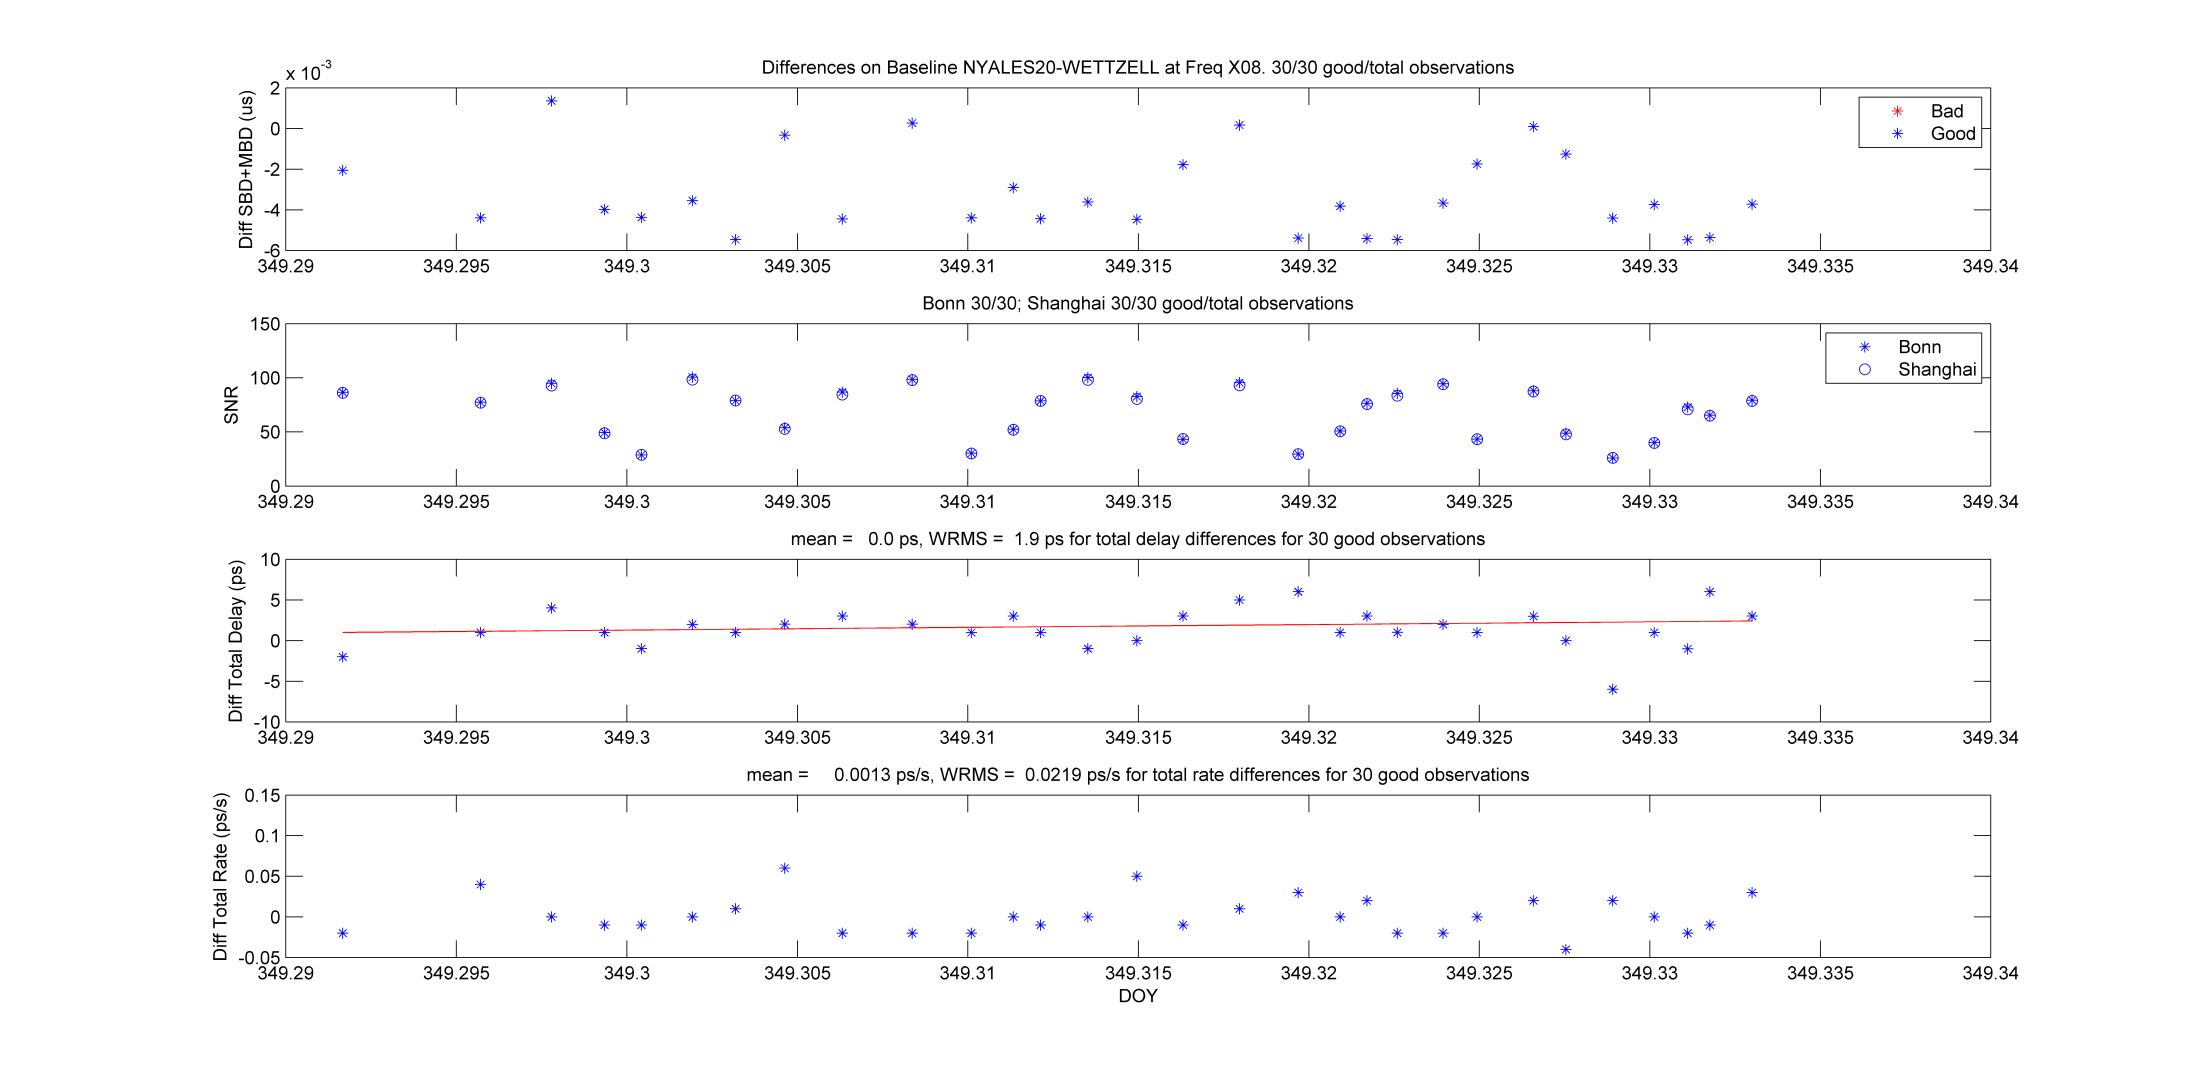 Differences on Baseline NYALES20-WETTZELL at Freq X08. 30/30 good/total observations
x 10^-3
Diff SBD+MBD (us)
2
0
-2
-4
-6
Bad
Good
349.29 349.295 349.3 349.305 349.31 349.315 349.32 349.325 349.33 349.335 349.34
Bonn 30/30; Shanghai 30/30 good/total observations
SNR
150
100
50
0
Bonn
Shanghai
349.29 349.295 349.3 349.305 349.31 349.315 349.32 349.325 349.33 349.335 349.34
mean = 0.0 ps, WRMS = 1.9 ps for total delay differences for 30 good observations
Diff Total Delay (ps)
10
5
0
-5
-10
349.29 349.295 349.3 349.305 349.31 349.315 349.32 349.325 349.33 349.335 349.34
mean = 0.0013 ps/s, WRMS = 0.0219 ps/s for total rate differences for 30 good observations
Diff Total Rate (ps/s)
0.15
0.1
0.05
0
-0.05
349.29 349.295 349.3 349.305 349.31 349.315 349.32 349.325 349.33 349.335 349.34
DOY